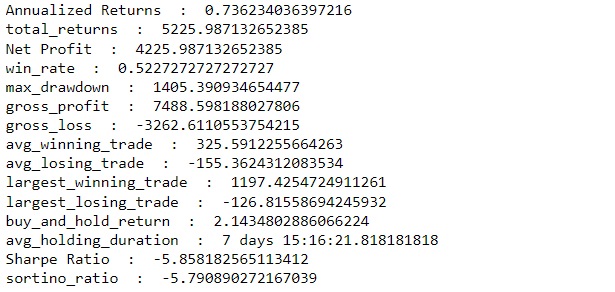 Annualized Returns  :  0.736234036397216
total_returns  :  5225.987132652385
Net Profit  :  4225.987132652385
win_rate  :  0.5227272727272727
max_drawdown  :  1405.390934654477
gross_profit  :  7488.598188027806
gross_loss  :  -3262.6110553754215
avg_winning_trade  :  325.5912255664263
avg_losing_trade  :  -155.3624312083534
largest_winning_trade  :  1197.4254724911261
largest_losing_trade  :  -126.81558694245932
buy_and_hold_return  :  2.1434802886066224
avg_holding_duration  :  7 days 15:16:21.818181818
Sharpe Ratio  :  -5.858182565113412
sortino_ratio  :  -5.790890272167039